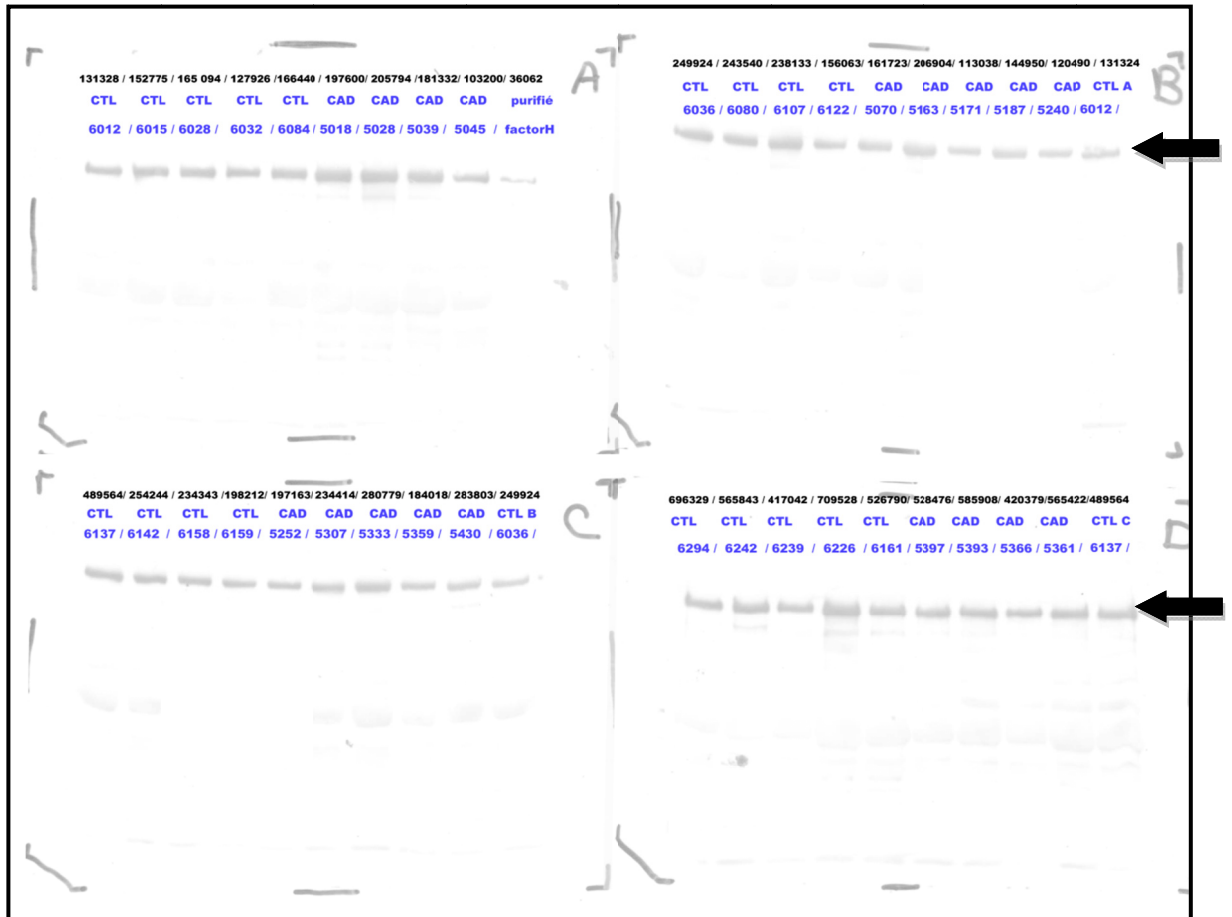 131328 / 152775 / 165 094 / 127926 /166440 / 197600/ 205794 /181332/ 103200/ 36062
CTL CTL CTL CTL CTL CAD CAD CAD CAD purifié
6012 / 6015 / 6028 / 6032 / 6084 / 5018 / 5028 / 5039 / 5045 / factorH
A
249924 / 243540 / 238133 / 156063/ 161723/ 206904/ 113038/ 144950/ 120490 / 131324
CTL CTL CTL CTL CAD CAD CAD CAD CAD CTL A
6036 / 6080 / 6107 / 6122 / 5070 / 5163 / 5171 / 5187 / 5240 / 6012 /
B
489564/ 254244 / 234343 /198212/ 197163/ 234414/ 280779/ 184018/ 283803/ 249924
CTL CTL CTL CTL CAD CAD CAD CAD CAD CTL B
6137 / 6142 / 6158 / 6159 / 5252 / 5307 / 5333 / 5359 / 5430 / 6036 /
C
696329 / 565843/ 417042 / 709528 / 526790/ 528476/ 585908/ 420379/565422/489564
CTL CTL CTL CTL CTL CAD CAD CAD CAD CTL C
6294 / 6242 / 6239 / 6226 / 6161 / 5397 / 5393 / 5366 / 5361 / 6137 /
D